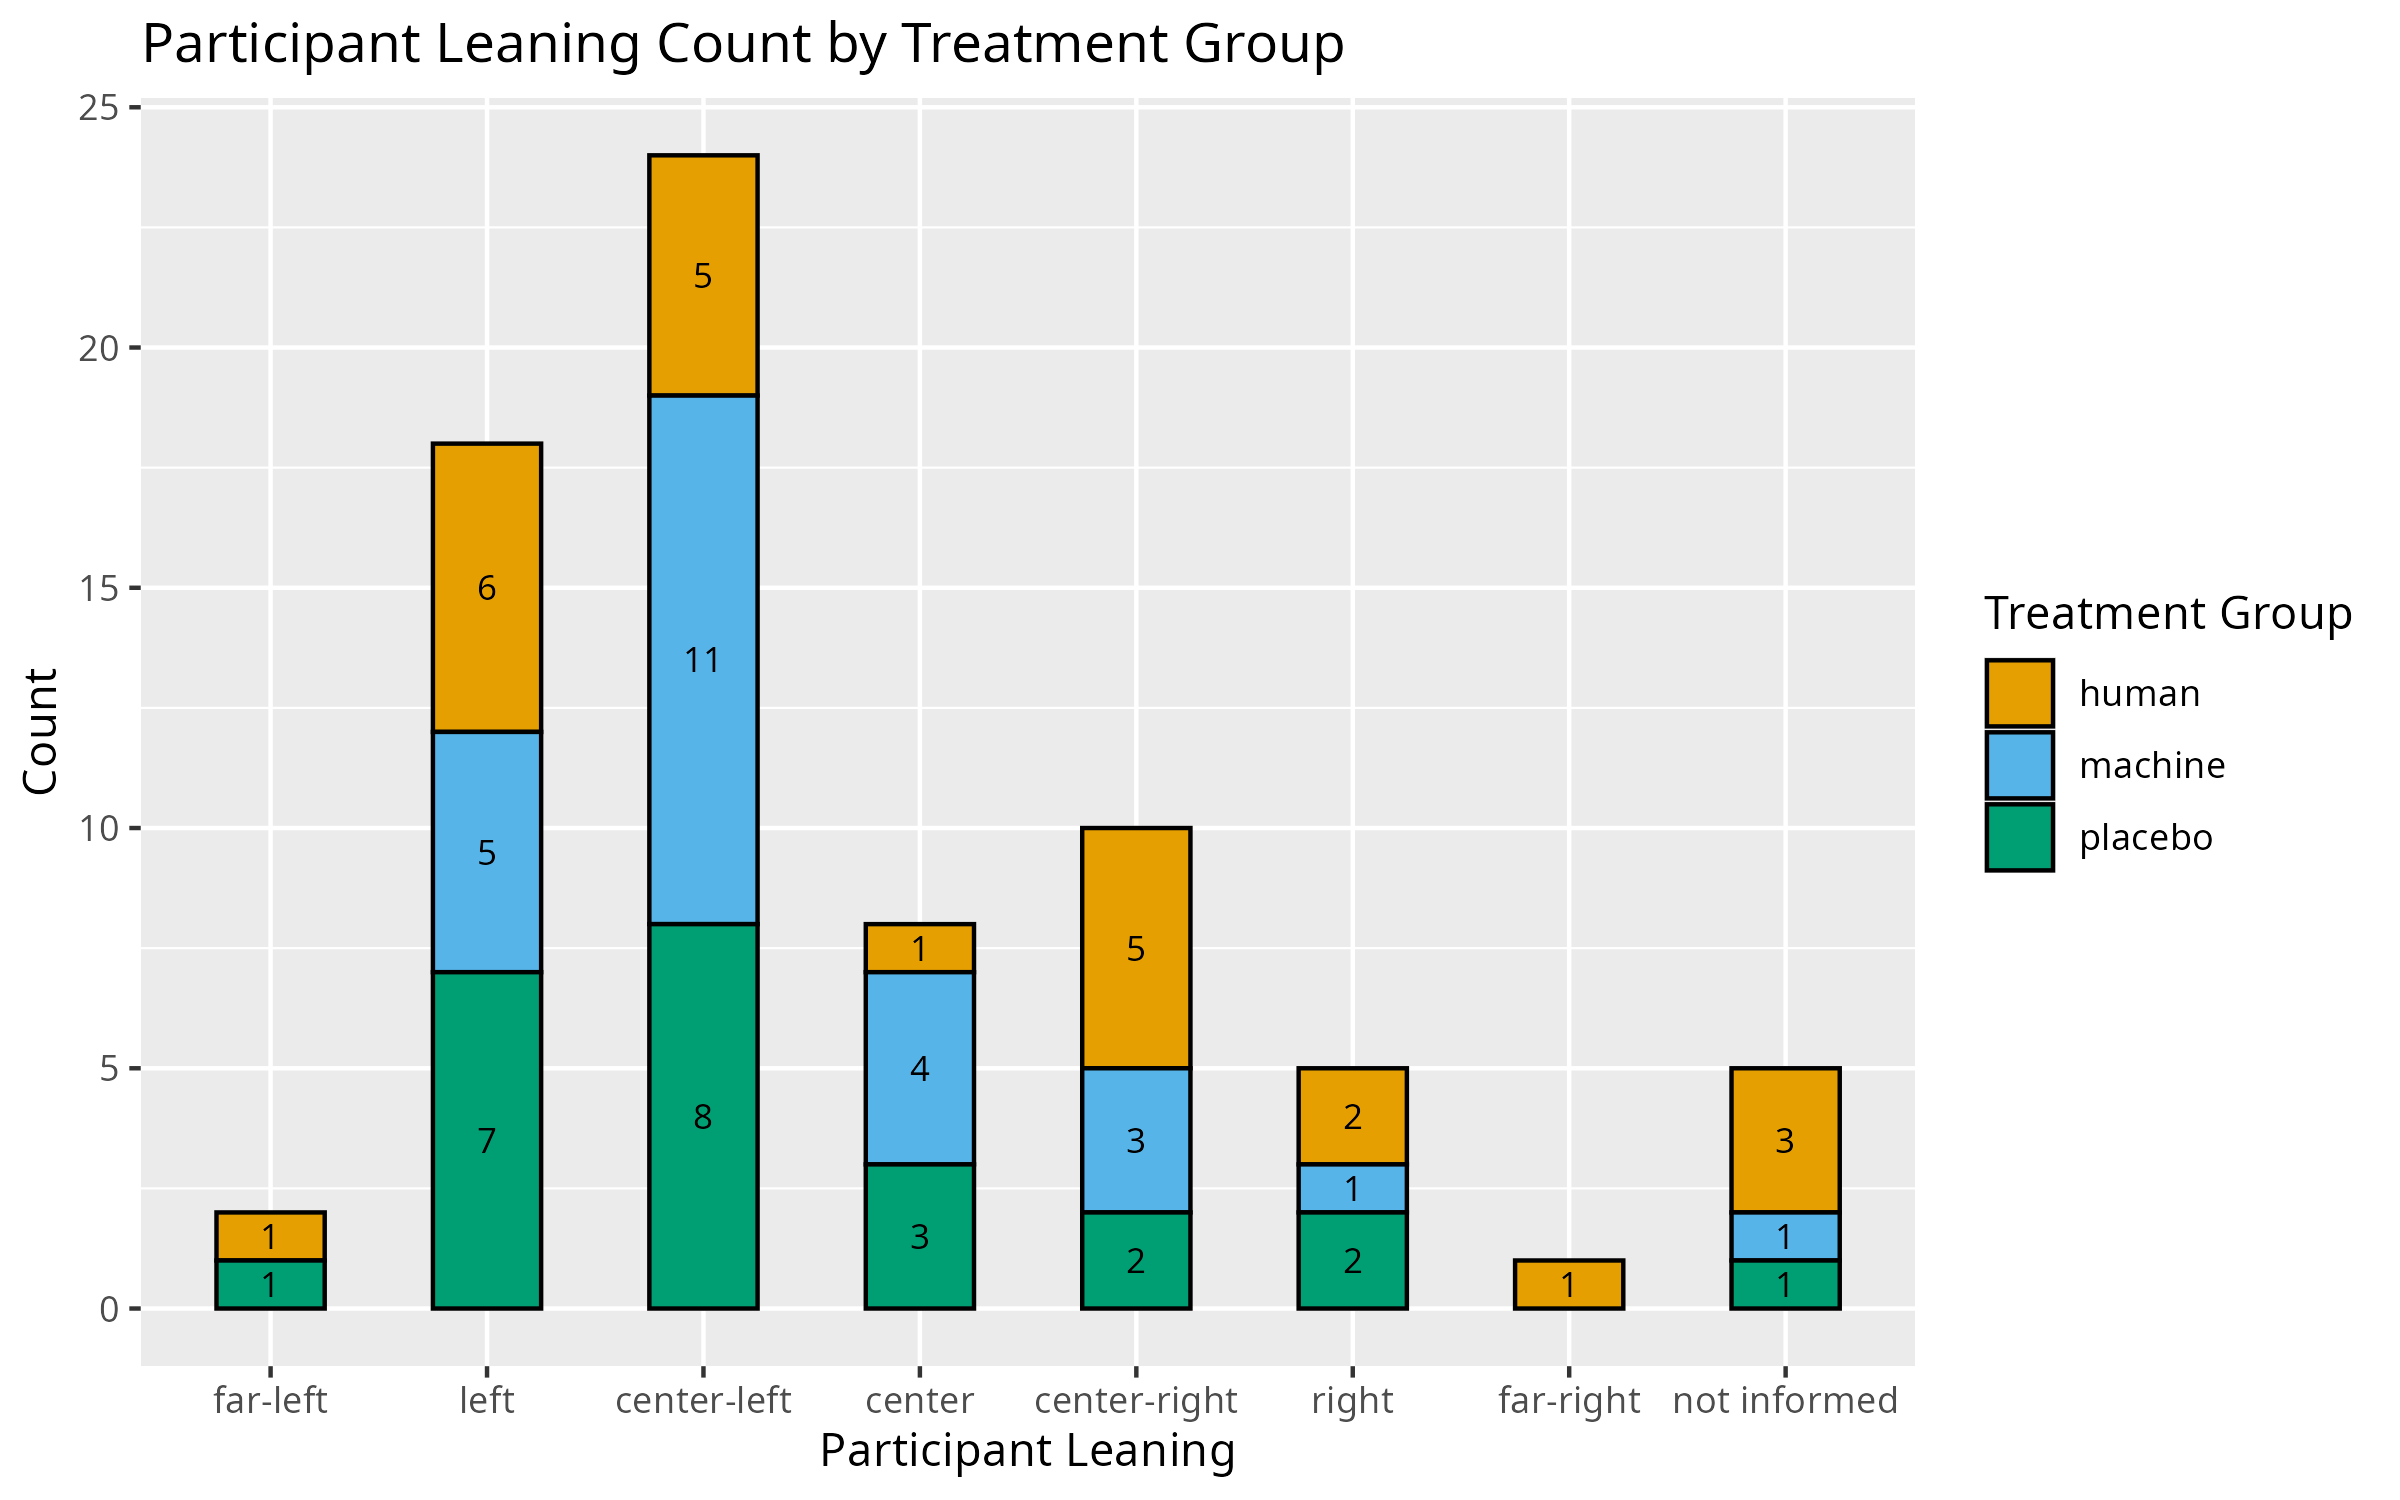 Participant Leaning Count by Treatment Group
25
20
15
10
5
0
Count
1
1
6
5
7
5
11
8
1
4
3
5
3
2
2
1
2
1
3
1
1
far-left
left
center-left
center
center-right
right
far-right
not informed
Participant Leaning
Treatment Group
human
machine
placebo